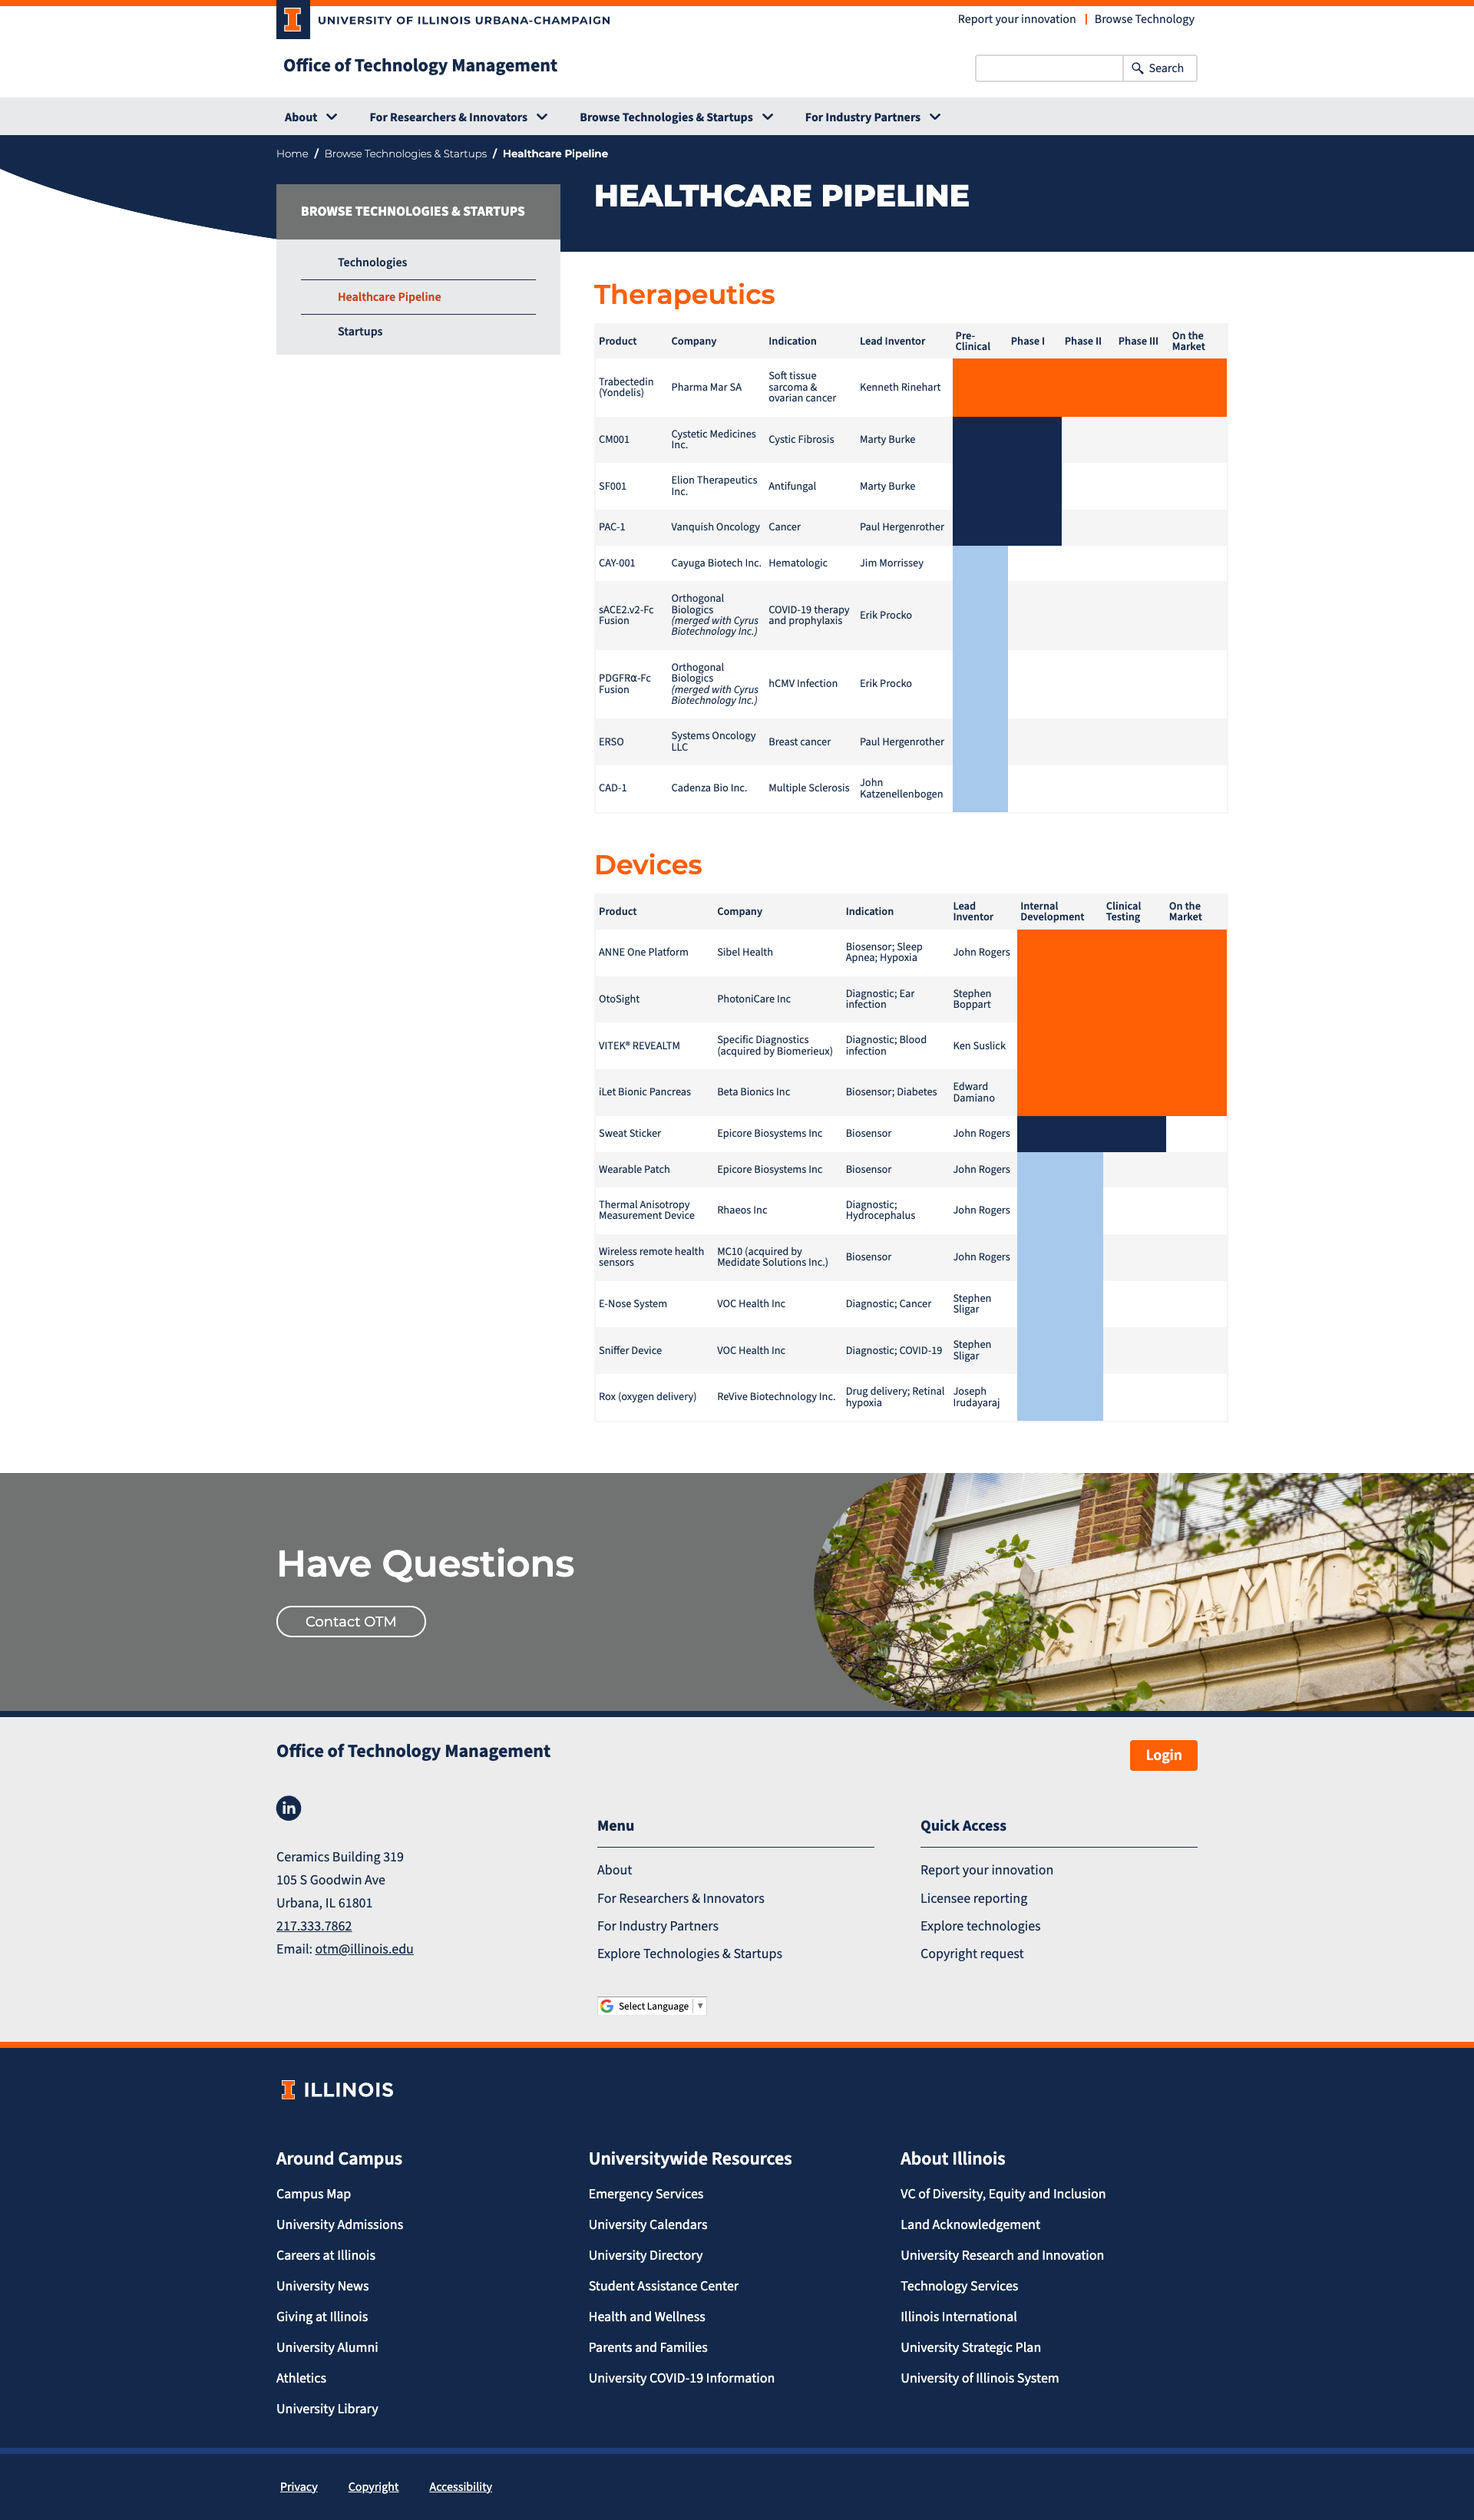 UNIVERSITY OF ILLINOIS URBANA-CHAMPAIGN
Report your innovation
Browse Technology
Office of Technology Management
Search
About
For Researchers & Innovators
Browse Technologies & Startups
For Industry Partners
Home / Browse Technologies & Startups / Healthcare Pipeline
HEALTHCARE PIPELINE
BROWSE TECHNOLOGIES & STARTUPS
Technologies
Healthcare Pipeline
Startups
Therapeutics
Product Company Indication Lead Inventor Pre-Clinical Phase I Phase II Phase III On the Market
Trabectedin (Yondelis) Pharma Mar SA Soft tissue sarcoma & ovarian cancer Kenneth Rinehart
CM001 Cystetic Medicines Inc. Cystic Fibrosis Marty Burke
SF001 Elion Therapeutics Inc. Antifungal Marty Burke
PAC-1 Vanquish Oncology Cancer Paul Hergenrother
CAY-001 Cayuga Biotech Inc. Hematologic Jim Morrissey
sACE2.v2-Fc Fusion Orthogonal Biologics (merged with Cyrus Biotechnology Inc.) COVID-19 therapy and prophylaxis Erik Procko
PDGFRα-Fc Fusion Orthogonal Biologics (merged with Cyrus Biotechnology Inc.) hCMV Infection Erik Procko
ERSO Systems Oncology LLC Breast cancer Paul Hergenrother
CAD-1 Cadenza Bio Inc. Multiple Sclerosis John Katzenellenbogen
Devices
Product Company Indication Lead Inventor Internal Development Clinical Testing On the Market
ANNE One Platform Sibel Health Biosensor; Sleep Apnea; Hypoxia John Rogers
OtoSight PhotoniCare Inc Diagnostic; Ear infection Stephen Boppart
VITEK® REVEALTM Specific Diagnostics (acquired by Biomerieux) Diagnostic; Blood infection Ken Suslick
iLet Bionic Pancreas Beta Bionics Inc Biosensor; Diabetes Edward Damiano
Sweat Sticker Epicore Biosystems Inc Biosensor John Rogers
Wearable Patch Epicore Biosystems Inc Biosensor John Rogers
Thermal Anisotropy Measurement Device Rhaeos Inc Diagnostic; Hydrocephalus John Rogers
Wireless remote health sensors MC10 (acquired by Medidate Solutions Inc.) Biosensor John Rogers
E-Nose System VOC Health Inc Diagnostic; Cancer Stephen Sligar
Sniffer Device VOC Health Inc Diagnostic; COVID-19 Stephen Sligar
Rox (oxygen delivery) ReVive Biotechnology Inc. Drug delivery; Retinal hypoxia Joseph Irudayaraj
Have Questions
Contact OTM
Office of Technology Management
Login
in
Ceramics Building 319
105 S Goodwin Ave
Urbana, IL 61801
217.333.7862
Email: otm@illinois.edu
Menu
About
For Researchers & Innovators
For Industry Partners
Explore Technologies & Startups
Quick Access
Report your innovation
Licensee reporting
Explore technologies
Copyright request
Select Language
ILLINOIS
Around Campus
Campus Map
University Admissions
Careers at Illinois
University News
Giving at Illinois
University Alumni
Athletics
University Library
Universitywide Resources
Emergency Services
University Calendars
University Directory
Student Assistance Center
Health and Wellness
Parents and Families
University COVID-19 Information
About Illinois
VC of Diversity, Equity and Inclusion
Land Acknowledgement
University Research and Innovation
Technology Services
Illinois International
University Strategic Plan
University of Illinois System
Privacy
Copyright
Accessibility